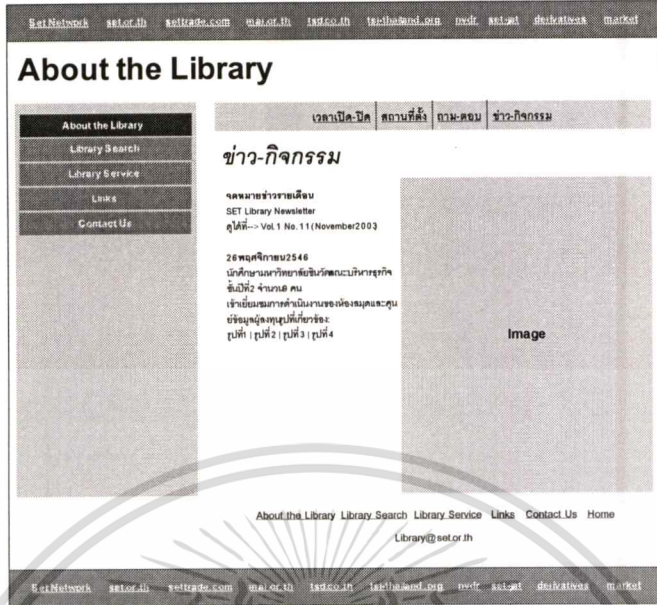 Set Network set.or.th settrade.com mai.or.th tsd.co.th tsi-thailand.org nvdr set-jet derivatives market
About the Library
About the Library
Library Search
Library Service
Links
Contact Us
เวลาเปิด-ปิด สถานที่ตั้ง ถาม-ตอบ ข่าว-กิจกรรม
ข่าว-กิจกรรม
จดหมายข่าวรายเดือน
SET Library Newsletter
ดูได้ที่--> Vol.1 No.11(November2003
26พฤศจิกายน2546
นักศึกษามหาวิทยาลัยชินวัตรคณะบริหารธุรกิจ
ชั้นปีที่2 จำนวน คน
เข้าเยี่ยมชมการดำเนินงานของห้องสมุดและศูน
ย์ข้อมูลผู้ลงทุนรูปที่เกี่ยวข้อง:
รูปที่1 | รูปที่ 2 | รูปที่ 3 | รูปที่ 4
Image
About the Library Library Search Library Service Links Contact Us Home
Library@set.or.th
Set Network set.or.th settrade.com mai.or.th tsd.co.th tsi-thailand.org nvdr set-jet derivatives market